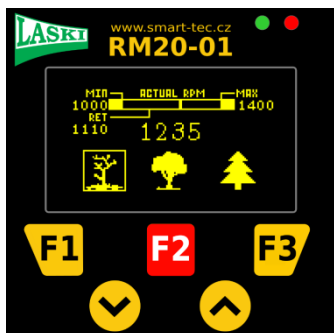 LASKI
www.smart-tec.cz
RM20-01
MIN ACTUAL RPM MAX
1000 1400
RET
1110 1235
F1 F2 F3